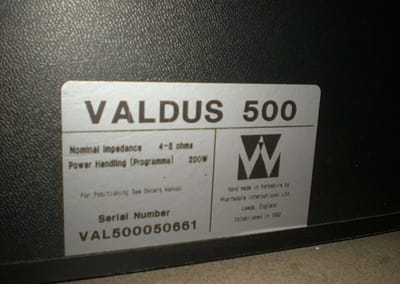 VALDUS 500
Nominal Impedance 4-8 ohms
Power Handling (Programme) 200W
For Positioning See Owners Manual
Serial Number
VAL500050661
Hand made in Yorkshire by
Wharfedale International Ltd.
Leeds, England
Established in 1932